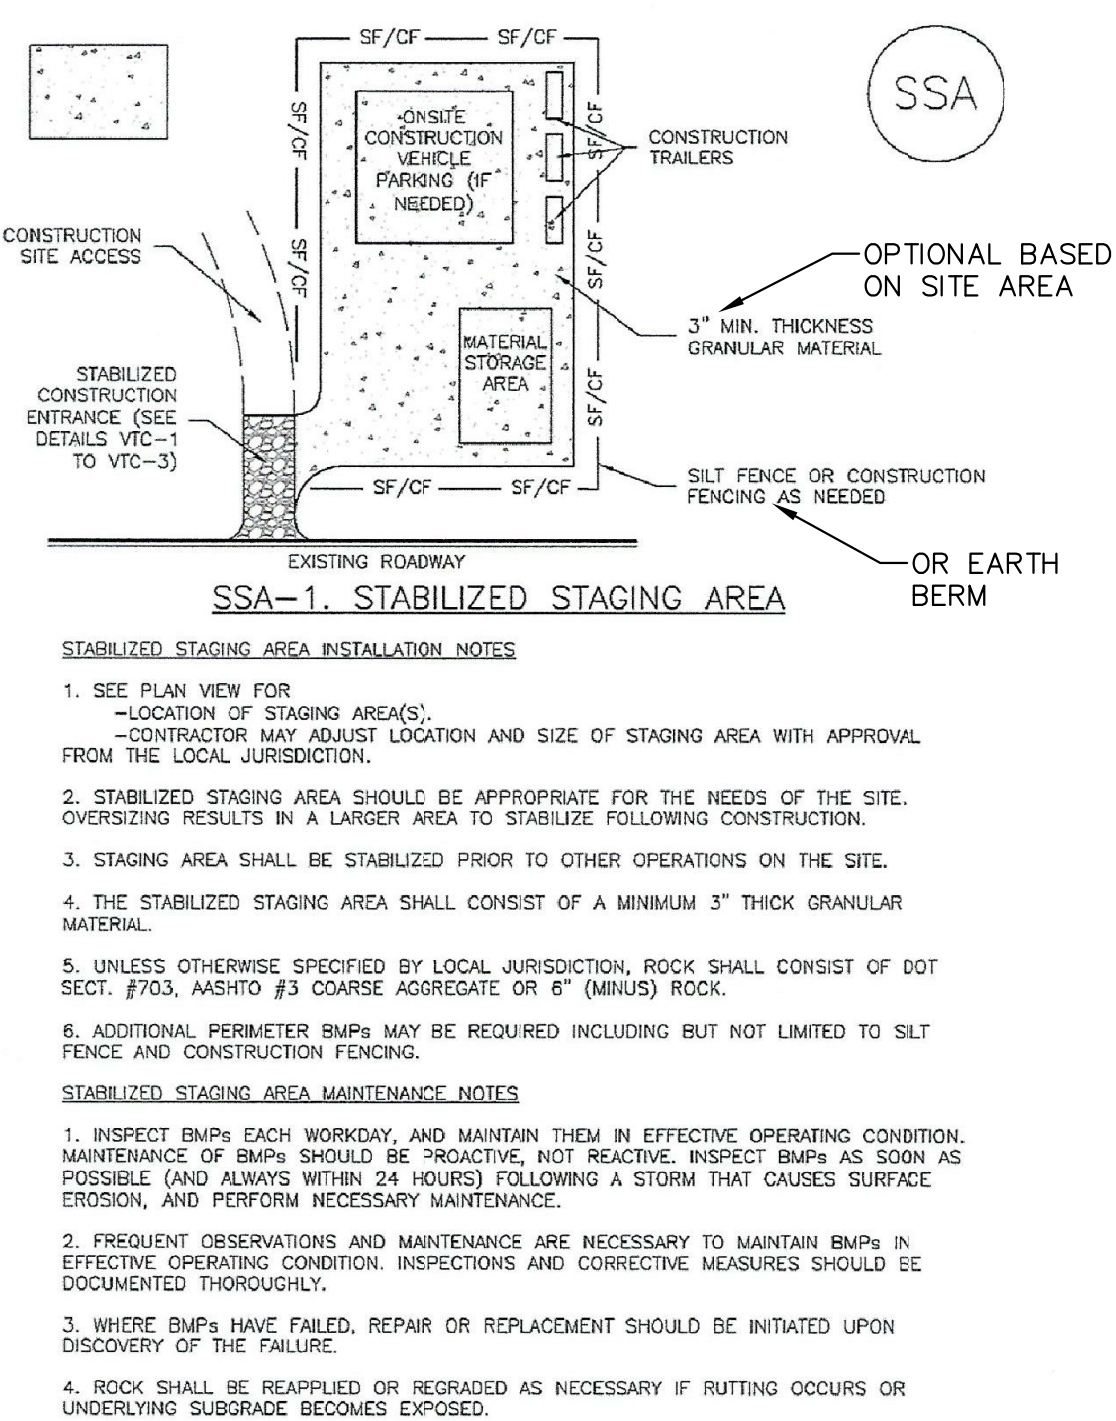 SF/CF
SF/CF
SSA
SF/CF
SF/CF
ONSITE
CONSTRUCTION
VEHICLE
PARKING (IF
NEEDED)
CONSTRUCTION
TRAILERS
CONSTRUCTION
SITE ACCESS
SF/CF
SF/CF
OPTIONAL BASED
ON SITE AREA
3" MIN. THICKNESS
GRANULAR MATERIAL
MATERIAL
STORAGE
AREA
STABILIZED
CONSTRUCTION
ENTRANCE (SEE
DETAILS VTC-1
TO VTC-3)
SF/CF
SF/CF
SF/CF
SILT FENCE OR CONSTRUCTION
FENCING AS NEEDED
EXISTING ROADWAY
OR EARTH
BERM
SSA-1. STABILIZED STAGING AREA
STABILIZED STAGING AREA INSTALLATION NOTES
1. SEE PLAN VIEW FOR
-LOCATION OF STAGING AREA(S).
-CONTRACTOR MAY ADJUST LOCATION AND SIZE OF STAGING AREA WITH APPROVAL
FROM THE LOCAL JURISDICTION.
2. STABILIZED STAGING AREA SHOULD BE APPROPRIATE FOR THE NEEDS OF THE SITE.
OVERSIZING RESULTS IN A LARGER AREA TO STABILIZE FOLLOWING CONSTRUCTION.
3. STAGING AREA SHALL BE STABILIZED PRIOR TO OTHER OPERATIONS ON THE SITE.
4. THE STABILIZED STAGING AREA SHALL CONSIST OF A MINIMUM 3" THICK GRANULAR
MATERIAL.
5. UNLESS OTHERWISE SPECIFIED BY LOCAL JURISDICTION, ROCK SHALL CONSIST OF DOT
SECT. #703, AASHTO #3 COARSE AGGREGATE OR 6" (MINUS) ROCK.
6. ADDITIONAL PERIMETER BMPs MAY BE REQUIRED INCLUDING BUT NOT LIMITED TO SILT
FENCE AND CONSTRUCTION FENCING.
STABILIZED STAGING AREA MAINTENANCE NOTES
1. INSPECT BMPs EACH WORKDAY, AND MAINTAIN THEM IN EFFECTIVE OPERATING CONDITION.
MAINTENANCE OF BMPs SHOULD BE PROACTIVE, NOT REACTIVE. INSPECT BMPs AS SOON AS
POSSIBLE (AND ALWAYS WITHIN 24 HOURS) FOLLOWING A STORM THAT CAUSES SURFACE
EROSION, AND PERFORM NECESSARY MAINTENANCE.
2. FREQUENT OBSERVATIONS AND MAINTENANCE ARE NECESSARY TO MAINTAIN BMPs IN
EFFECTIVE OPERATING CONDITION. INSPECTIONS AND CORRECTIVE MEASURES SHOULD BE
DOCUMENTED THOROUGHLY.
3. WHERE BMPs HAVE FAILED, REPAIR OR REPLACEMENT SHOULD BE INITIATED UPON
DISCOVERY OF THE FAILURE.
4. ROCK SHALL BE REAPPLIED OR REGRADED AS NECESSARY IF RUTTING OCCURS OR
UNDERLYING SUBGRADE BECOMES EXPOSED.